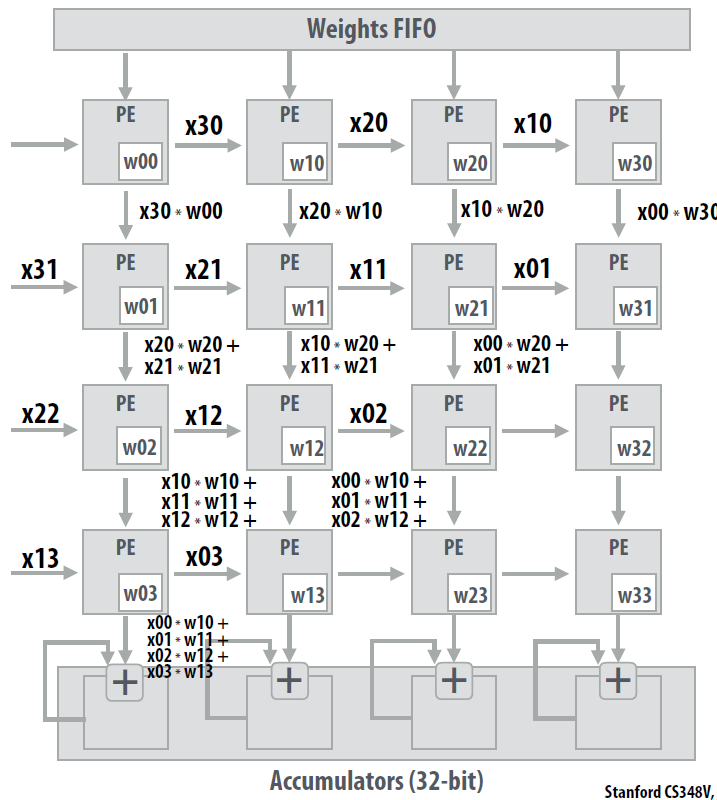 Weights FIFO
PE PE PE PE
x30 x20 x10
w00 w10 w20 w30
x30 * w00 x20 * w10 x10 * w20 x00 * w30
PE PE PE PE
x31 x21 x11 x01
w01 w11 w21 w31
x20 * w20 + x10 * w20 + x00 * w20 +
x21 * w21 x11 * w21 x01 * w21
PE PE PE PE
x22 x12 x02
w02 w12 w22 w32
x10 * w10 + x00 * w10 +
x11 * w11 + x01 * w11 +
x12 * w12 + x02 * w12 +
PE PE PE PE
x13 x03
w03 w13 w23 w33
x00 * w10 +
x01 * w11 +
x02 * w12 +
x03 * w13
+ + + +
Accumulators (32-bit)
Stanford CS348V,